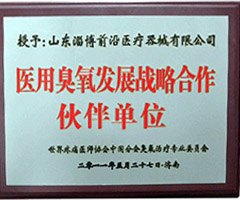 授予:山东淄博前沿医疗器械有限公司
医用臭氧发展战略合作
伙伴单位
世界疼痛医师协会中国分会臭氧治疗专业委员会
二零一一年五月二十七日·济南